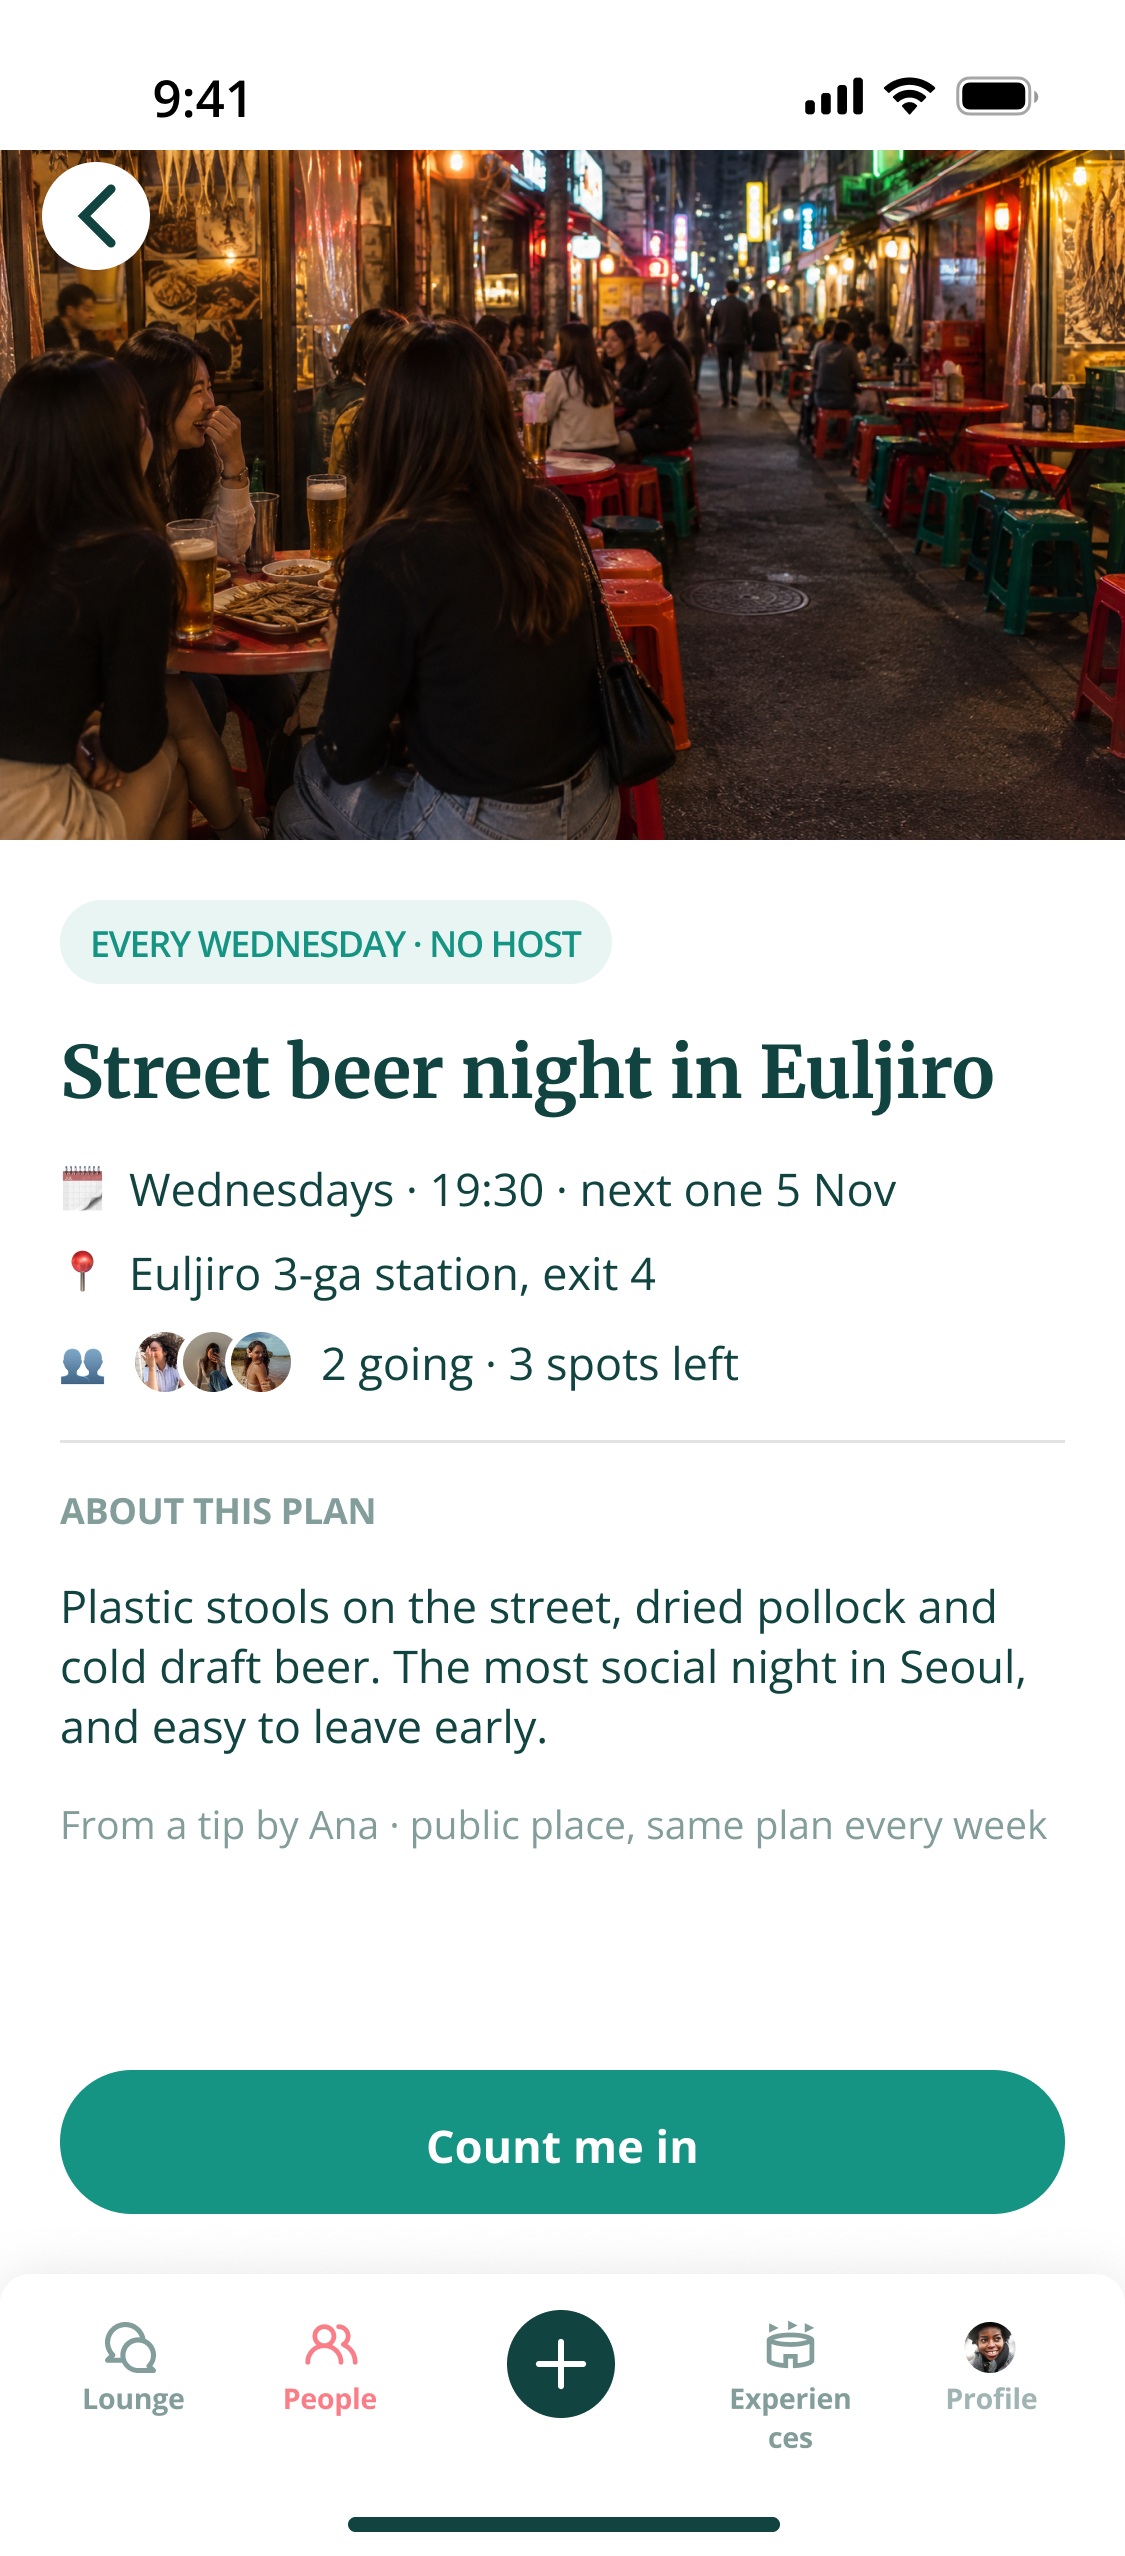 9:41
EVERY WEDNESDAY · NO HOST
Street beer night in Euljiro
Wednesdays · 19:30 · next one 5 Nov
Euljiro 3-ga station, exit 4
2 going · 3 spots left
ABOUT THIS PLAN
Plastic stools on the street, dried pollock and
cold draft beer. The most social night in Seoul,
and easy to leave early.
From a tip by Ana · public place, same plan every week
Count me in
Lounge
People
Experien
ces
Profile